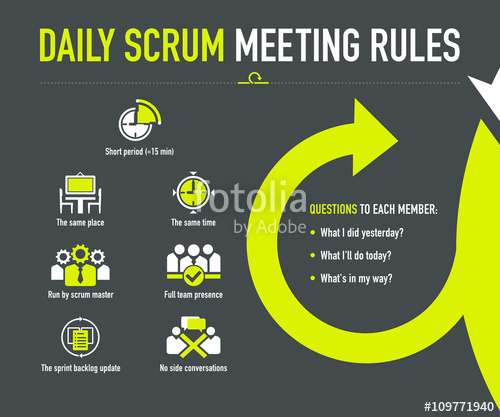 DAILY SCRUM MEETING RULES
Short period (≈15 min)
The same place
The same time
Run by scrum master
Full team presence
The sprint backlog update
No side conversations
QUESTIONS TO EACH MEMBER:
• What I did yesterday?
• What I'll do today?
• What's in my way?
fotolia
by Adobe
#109771940